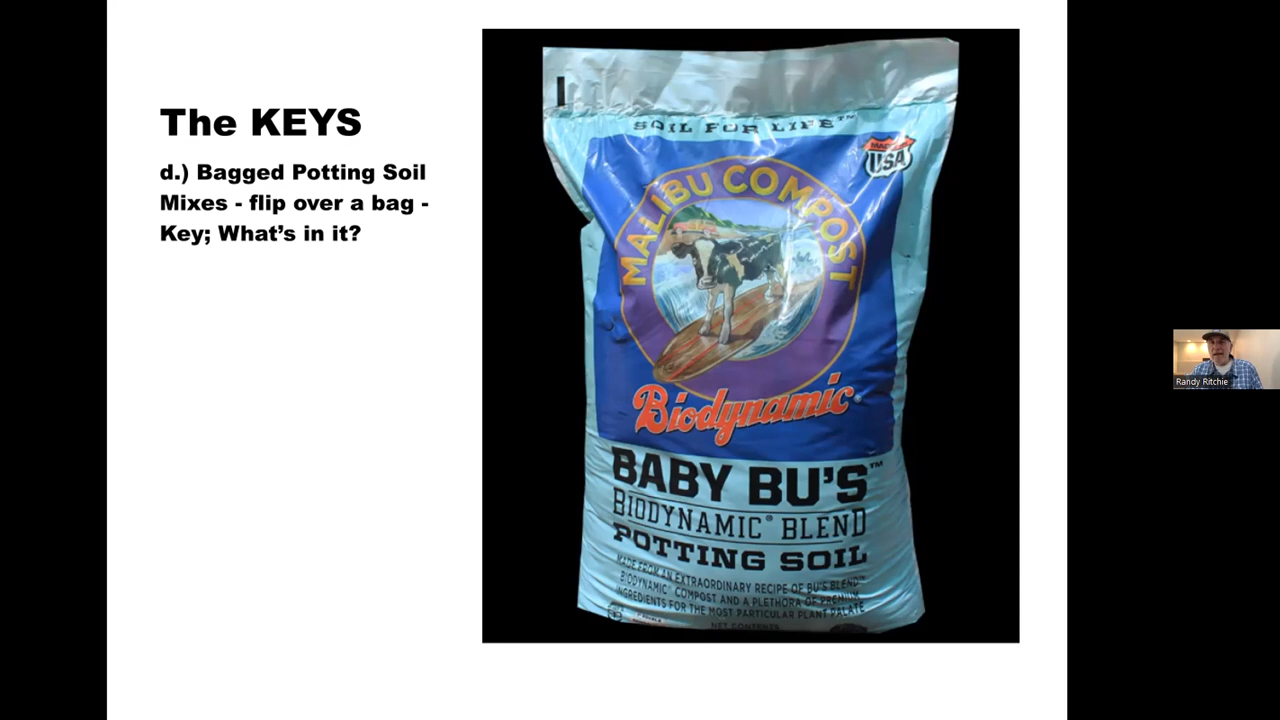 The KEYS
d.) Bagged Potting Soil
Mixes - flip over a bag -
Key; What's in it?
SOIL FOR LIFE™
MADE IN
USA
MALIBU COMPOST
Biodynamic®
BABY BU'S™
BIODYNAMIC® BLEND
POTTING SOIL
MADE FROM AN EXTRAORDINARY RECIPE OF BU'S BLEND™
BIODYNAMIC® COMPOST AND A PLETHORA OF PREMIUM
INGREDIENTS FOR THE MOST PARTICULAR PLANT PALATE
NET CONTENTS
Randy Ritchie